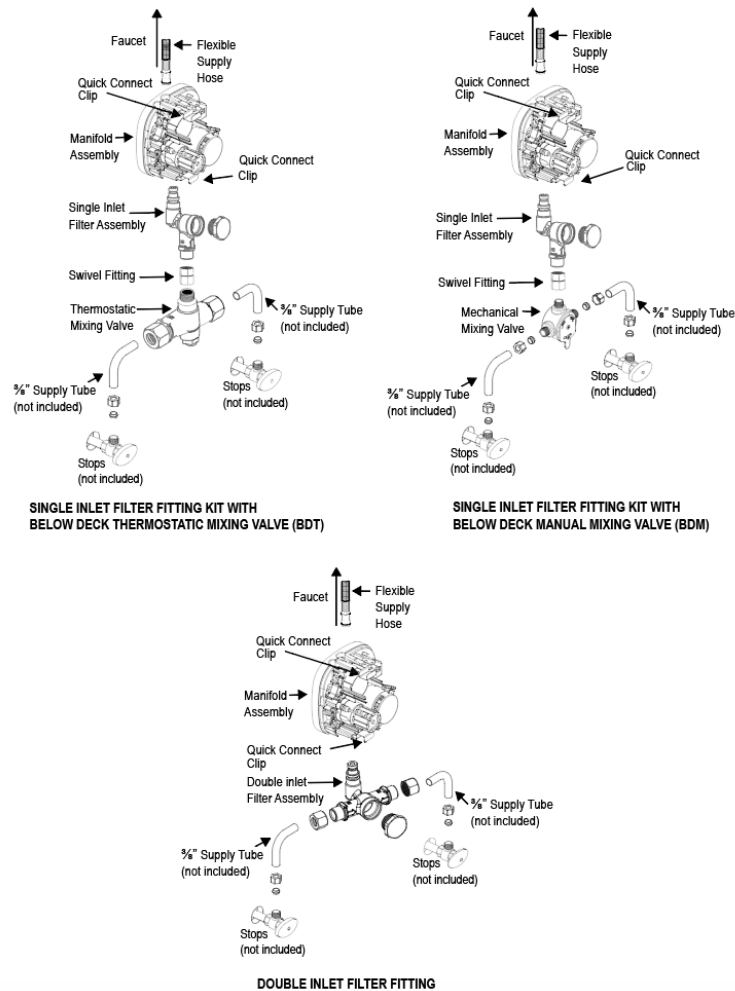 Faucet
Flexible
Supply
Hose
Quick Connect
Clip
Manifold
Assembly
Quick Connect
Clip
Single Inlet
Filter Assembly
Swivel Fitting
Thermostatic
Mixing Valve
⅜" Supply Tube
(not included)
Stops
(not included)
⅜" Supply Tube
(not included)
Stops
(not included)
SINGLE INLET FILTER FITTING KIT WITH
BELOW DECK THERMOSTATIC MIXING VALVE (BDT)
Faucet
Flexible
Supply
Hose
Quick Connect
Clip
Manifold
Assembly
Quick Connect
Clip
Single Inlet
Filter Assembly
Swivel Fitting
Mechanical
Mixing Valve
⅜" Supply Tube
(not included)
Stops
(not included)
⅜" Supply Tube
(not included)
Stops
(not included)
SINGLE INLET FILTER FITTING KIT WITH
BELOW DECK MANUAL MIXING VALVE (BDM)
Faucet
Flexible
Supply
Hose
Quick Connect
Clip
Manifold
Assembly
Quick Connect
Clip
Double inlet
Filter Assembly
⅜" Supply Tube
(not included)
⅜" Supply Tube
(not included)
Stops
(not included)
Stops
(not included)
DOUBLE INLET FILTER FITTING